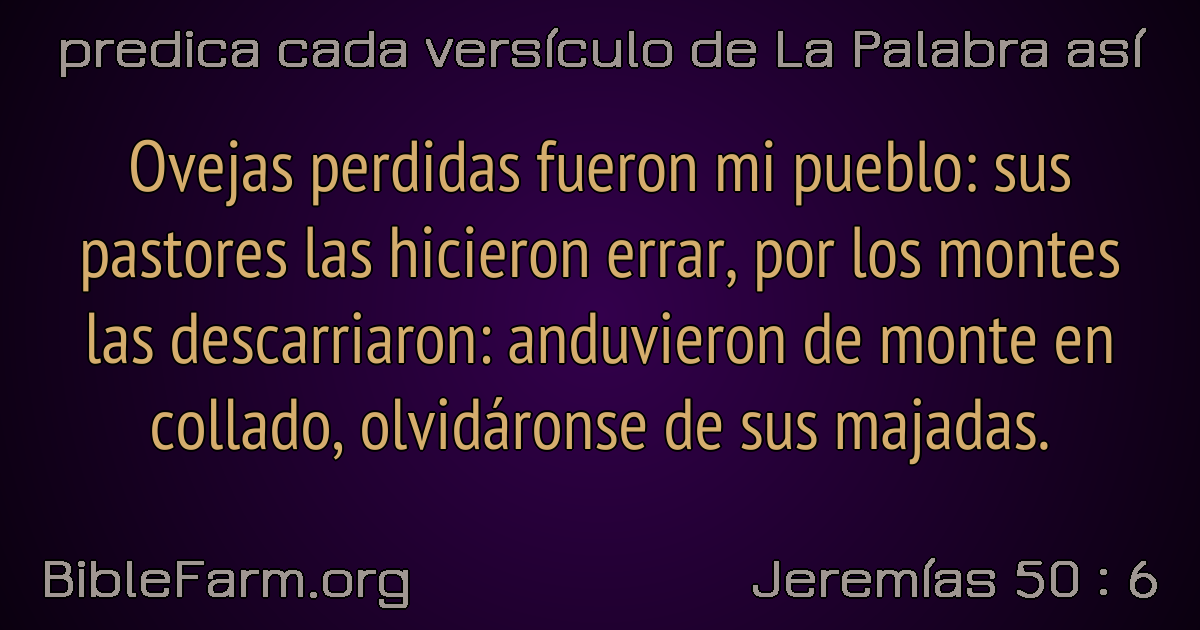 predica cada versículo de La Palabra así
Ovejas perdidas fueron mi pueblo: sus
pastores las hicieron errar, por los montes
las descarriaron: anduvieron de monte en
collado, olvidáronse de sus majadas.
BibleFarm.org
Jeremías 50 : 6